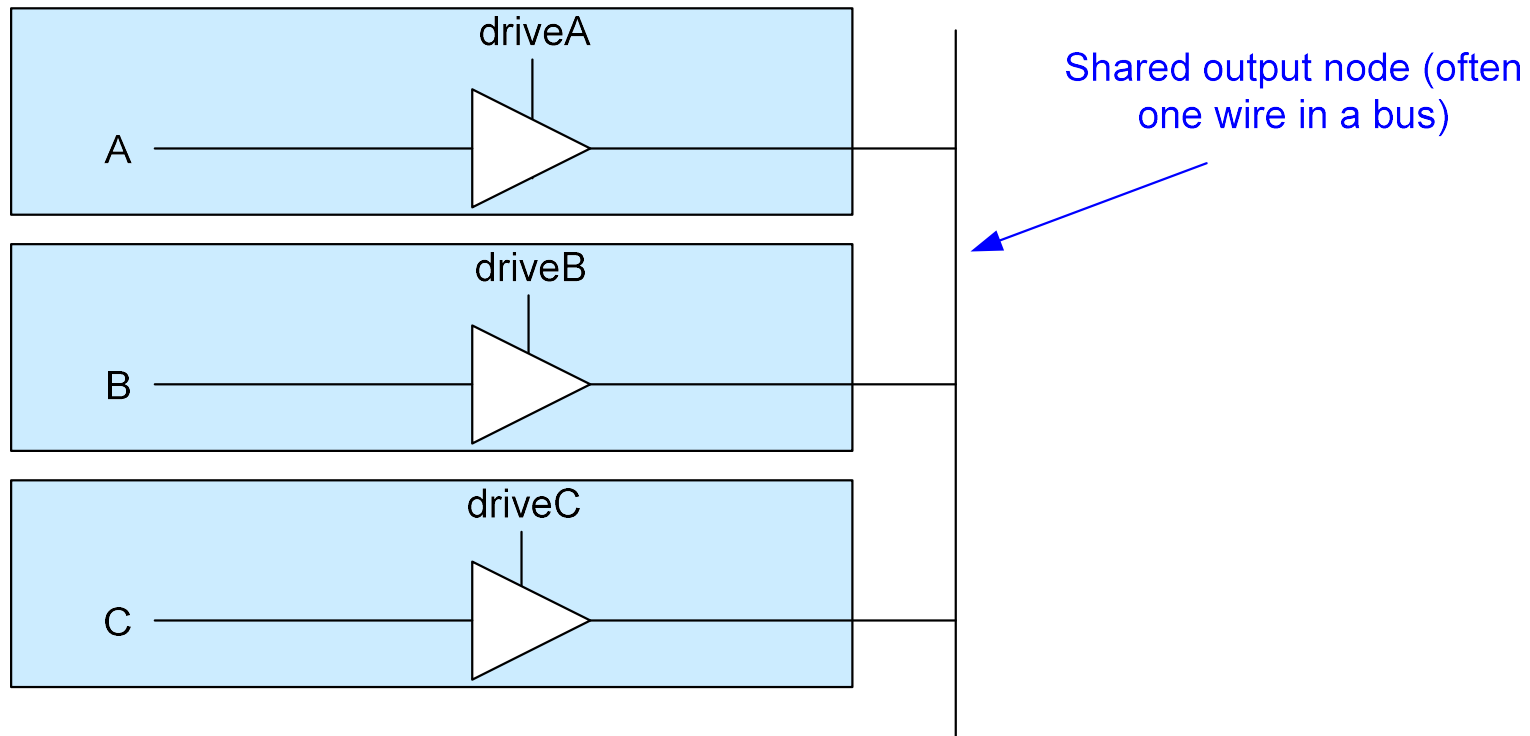 driveA
Shared output node (often
one wire in a bus)
A
driveB
B
driveC
C